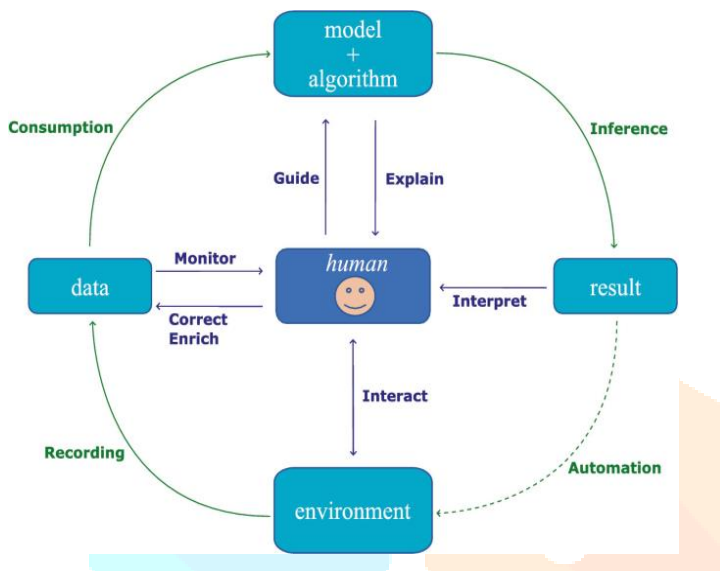 model
+
algorithm
Consumption
Inference
Guide
Explain
Monitor
human
data
Interpret
result
Correct
Enrich
Interact
Recording
Automation
environment